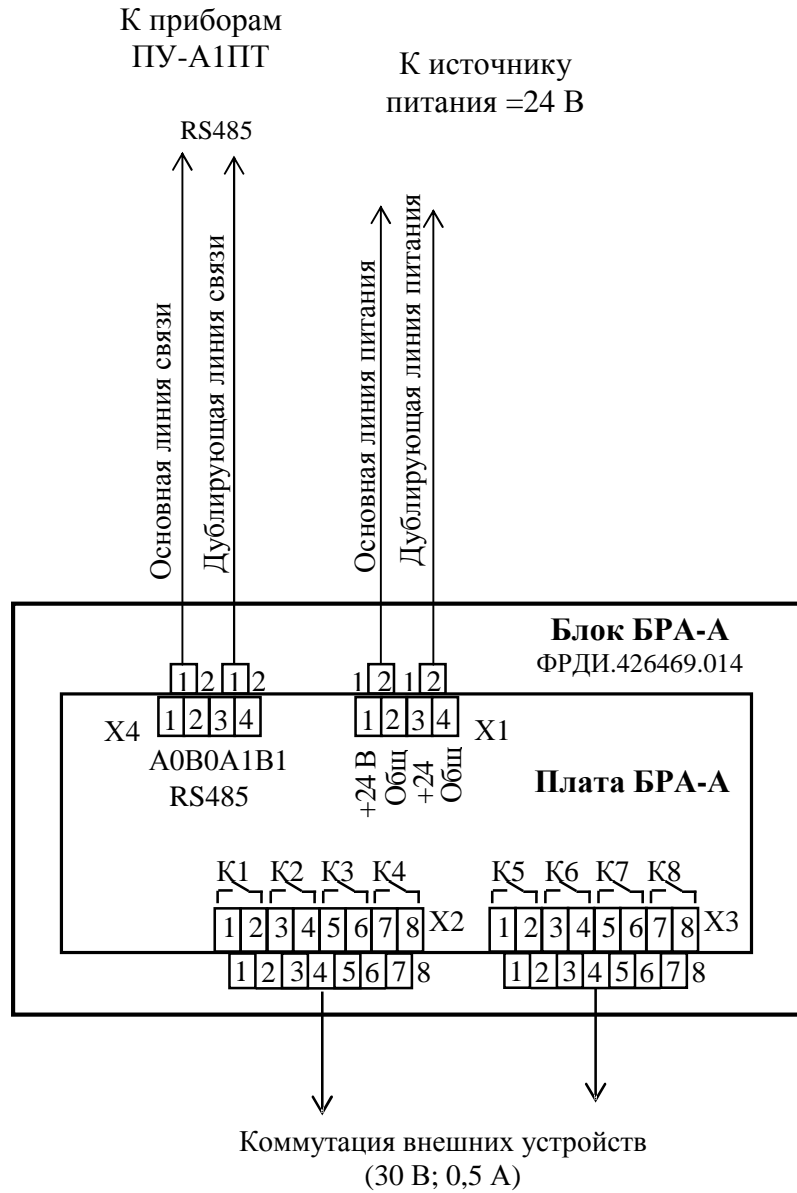 К приборам
ПУ-А1ПТ
К источнику
питания =24 В
RS485
Основная линия связи
Дублирующая линия связи
Основная линия питания
Дублирующая линия питания
Блок БРА-А
ФРДИ.426469.014
1 2 1 2
1 2 1 2
X4
1 2 3 4
1 2 3 4
X1
A0B0A1B1
RS485
+24 В
Общ
+24
Общ
Плата БРА-А
К1 К2 К3 К4
К5 К6 К7 К8
1 2 3 4 5 6 7 8
X2
1 2 3 4 5 6 7 8
X3
1 2 3 4 5 6 7 8
1 2 3 4 5 6 7 8
Коммутация внешних устройств
(30 В; 0,5 А)